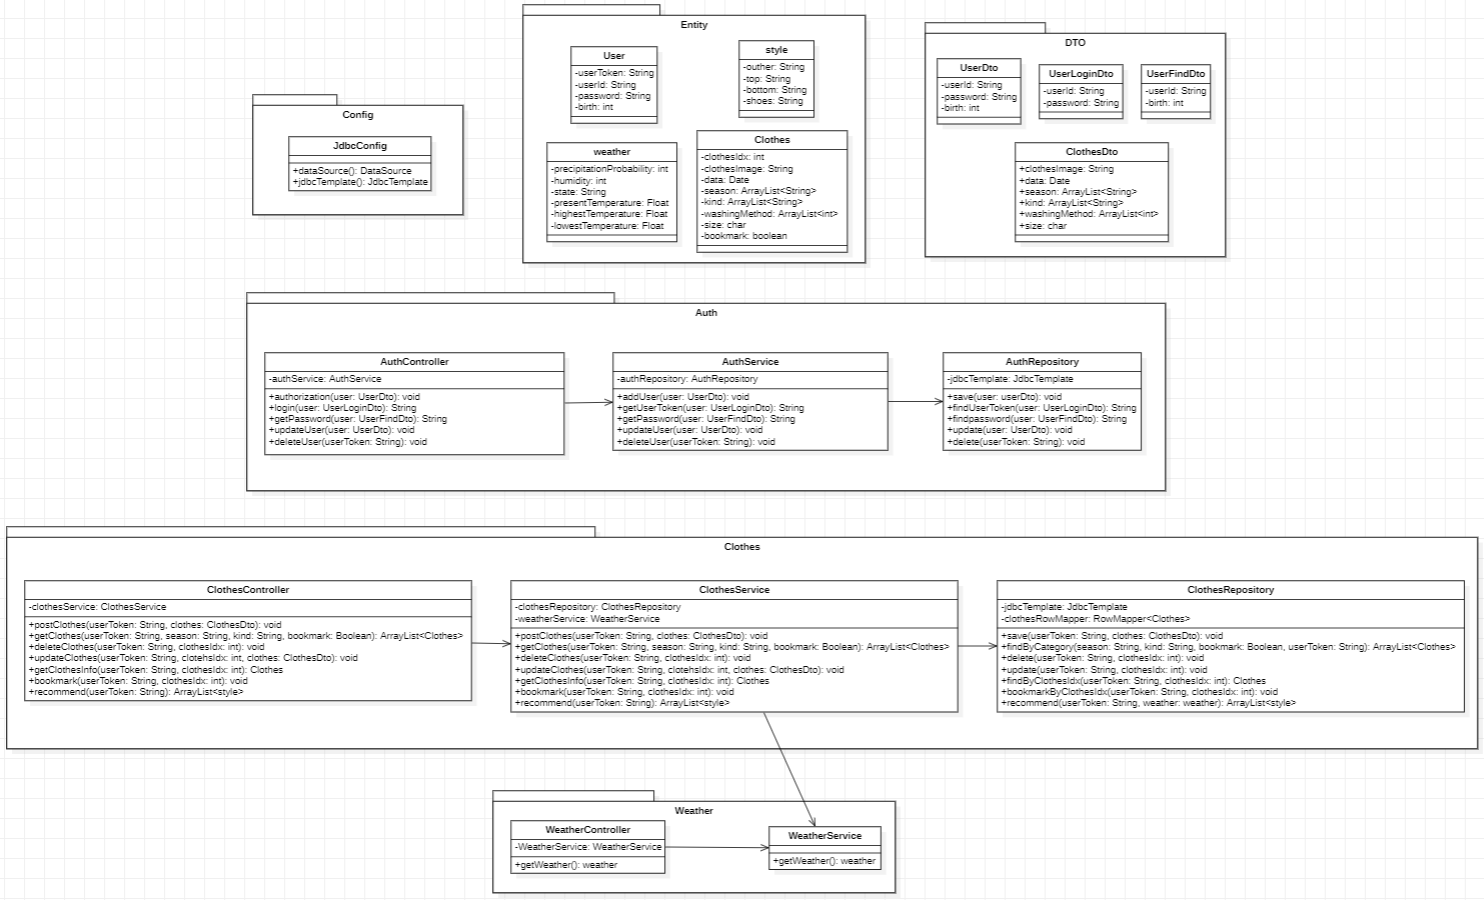 Entity
User
-userToken: String
-userId: String
-password: String
-birth: int
style
-outher: String
-top: String
-bottom: String
-shoes: String
weather
-precipitationProbability: int
-humidity: int
-state: String
-presentTemperature: Float
-highestTemperature: Float
-lowestTemperature: Float
Clothes
-clothesIdx: int
-clothesImage: String
-data: Date
-season: ArrayList<String>
-kind: ArrayList<String>
-washingMethod: ArrayList<int>
-size: char
-bookmark: boolean
DTO
UserDto
-userId: String
-password: String
-birth: int
UserLoginDto
-userId: String
-password: String
UserFindDto
-userId: String
-birth: int
ClothesDto
+clothesImage: String
+data: Date
+season: ArrayList<String>
+kind: ArrayList<String>
+washingMethod: ArrayList<int>
+size: char
Config
JdbcConfig
+dataSource(): DataSource
+jdbcTemplate(): JdbcTemplate
Auth
AuthController
-authService: AuthService
+authorization(user: UserDto): void
+login(user: UserLoginDto): String
+getPassword(user: UserFindDto): String
+updateUser(user: UserDto): void
+deleteUser(userToken: String): void
AuthService
-authRepository: AuthRepository
+addUser(user: UserDto): void
+getUserToken(user: UserLoginDto): String
+getPassword(user: UserFindDto): String
+updateUser(user: UserDto): void
+deleteUser(userToken: String): void
AuthRepository
-jdbcTemplate: JdbcTemplate
+save(user: userDto): void
+findUserToken(user: UserLoginDto): String
+findpassword(user: UserFindDto): String
+update(user: UserDto): void
+delete(userToken: String): void
Clothes
ClothesController
-clothesService: ClothesService
+postClothes(userToken: String, clothes: ClothesDto): void
+getClothes(userToken: String, season: String, kind: String, bookmark: Boolean): ArrayList<Clothes>
+deleteClothes(userToken: String, clothesIdx: int): void
+updateClothes(userToken: String, clotehsIdx: int, clothes: ClothesDto): void
+getClothesInfo(userToken: String, clothesIdx: int): Clothes
+bookmark(userToken: String, clothesIdx: int): void
+recommend(userToken: String): ArrayList<style>
ClothesService
-clothesRepository: ClothesRepository
-weatherService: WeatherService
+postClothes(userToken: String, clothes: ClothesDto): void
+getClothes(userToken: String, season: String, kind: String, bookmark: Boolean): ArrayList<Clothes>
+deleteClothes(userToken: String, clothesIdx: int): void
+updateClothes(userToken: String, clotehsIdx: int, clothes: ClothesDto): void
+getClothesInfo(userToken: String, clothesIdx: int): Clothes
+bookmark(userToken: String, clothesIdx: int): void
+recommend(userToken: String): ArrayList<style>
ClothesRepository
-jdbcTemplate: JdbcTemplate
-clothesRowMapper: RowMapper<Clothes>
+save(userToken: String, clothes: ClothesDto): void
+findByCategory(season: String, kind: String, bookmark: Boolean, userToken: String): ArrayList<Clothes>
+delete(userToken: String, clothesIdx: int): void
+update(userToken: String, clothesIdx: int): void
+findByClothesIdx(userToken: String, clothesIdx: int): Clothes
+bookmarkByClothesIdx(userToken: String, clothesIdx: int): void
+recommend(userToken: String, weather: weather): ArrayList<style>
Weather
WeatherController
-WeatherService: WeatherService
+getWeather(): weather
WeatherService
+getWeather(): weather